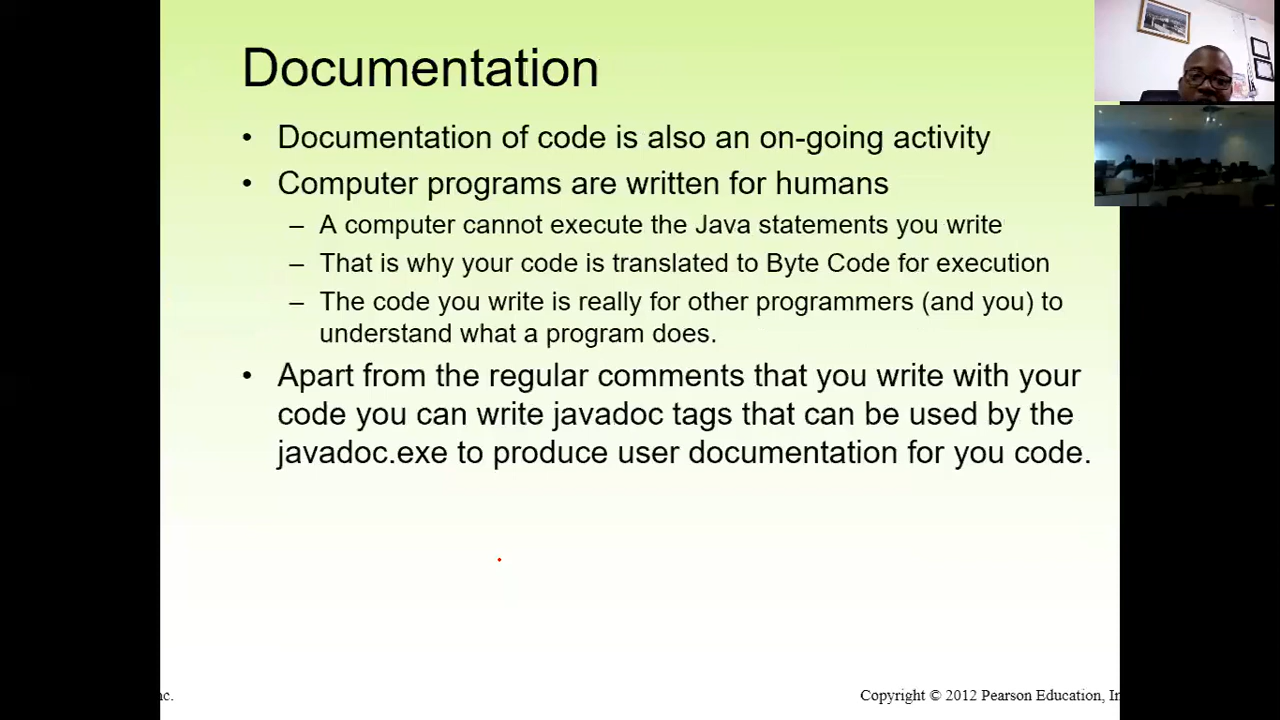 Documentation
• Documentation of code is also an on-going activity
• Computer programs are written for humans
– A computer cannot execute the Java statements you write
– That is why your code is translated to Byte Code for execution
– The code you write is really for other programmers (and you) to
understand what a program does.
• Apart from the regular comments that you write with your
code you can write javadoc tags that can be used by the
javadoc.exe to produce user documentation for you code.
nc.
Copyright © 2012 Pearson Education, In